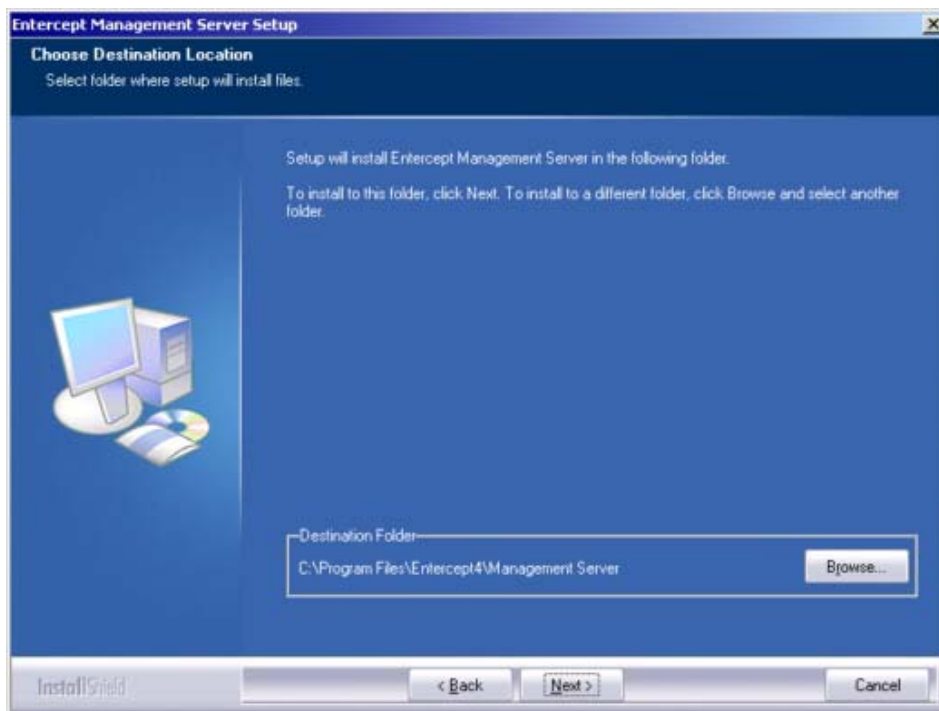 Entercept Management Server Setup
Choose Destination Location
Select folder where setup will install files.
Setup will install Entercept Management Server in the following folder.
To install to this folder, click Next. To install to a different folder, click Browse and select another
folder.
Destination Folder
C:\Program Files\Entercept4\Management Server
Browse...
InstallShield
< Back
Next >
Cancel